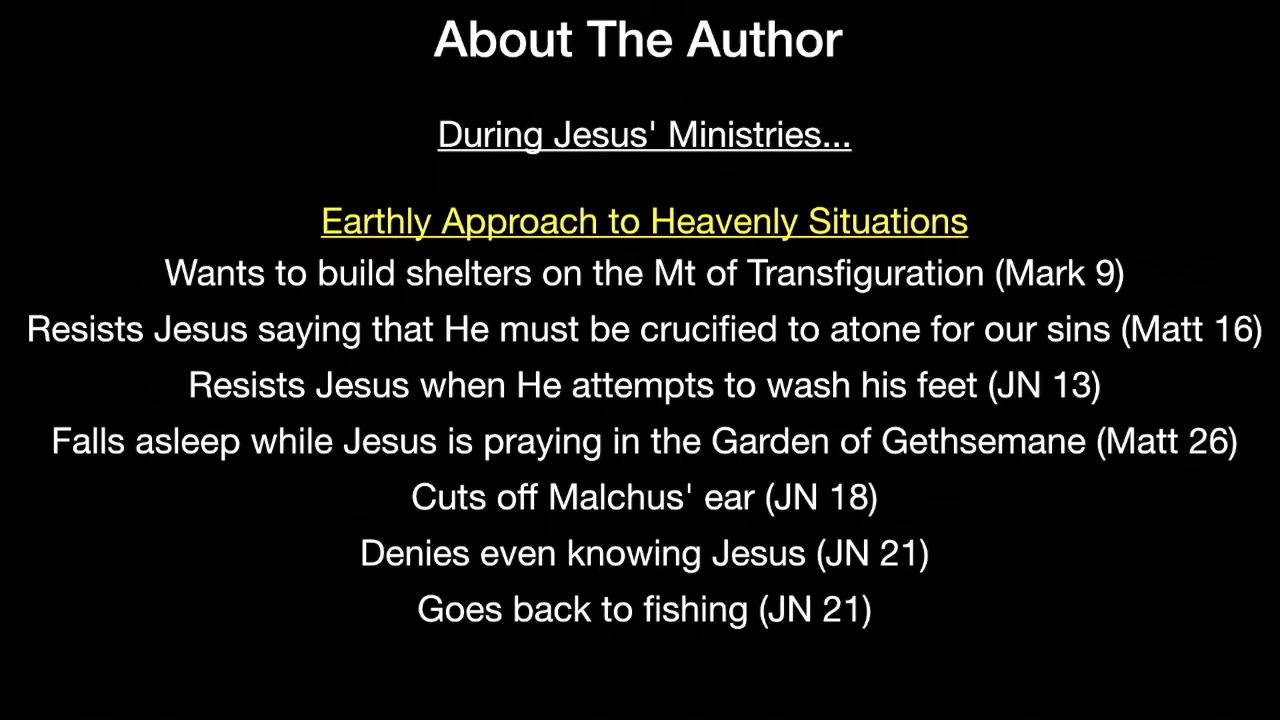 About The Author
During Jesus' Ministries...
Earthly Approach to Heavenly Situations
Wants to build shelters on the Mt of Transfiguration (Mark 9)
Resists Jesus saying that He must be crucified to atone for our sins (Matt 16)
Resists Jesus when He attempts to wash his feet (JN 13)
Falls asleep while Jesus is praying in the Garden of Gethsemane (Matt 26)
Cuts off Malchus' ear (JN 18)
Denies even knowing Jesus (JN 21)
Goes back to fishing (JN 21)